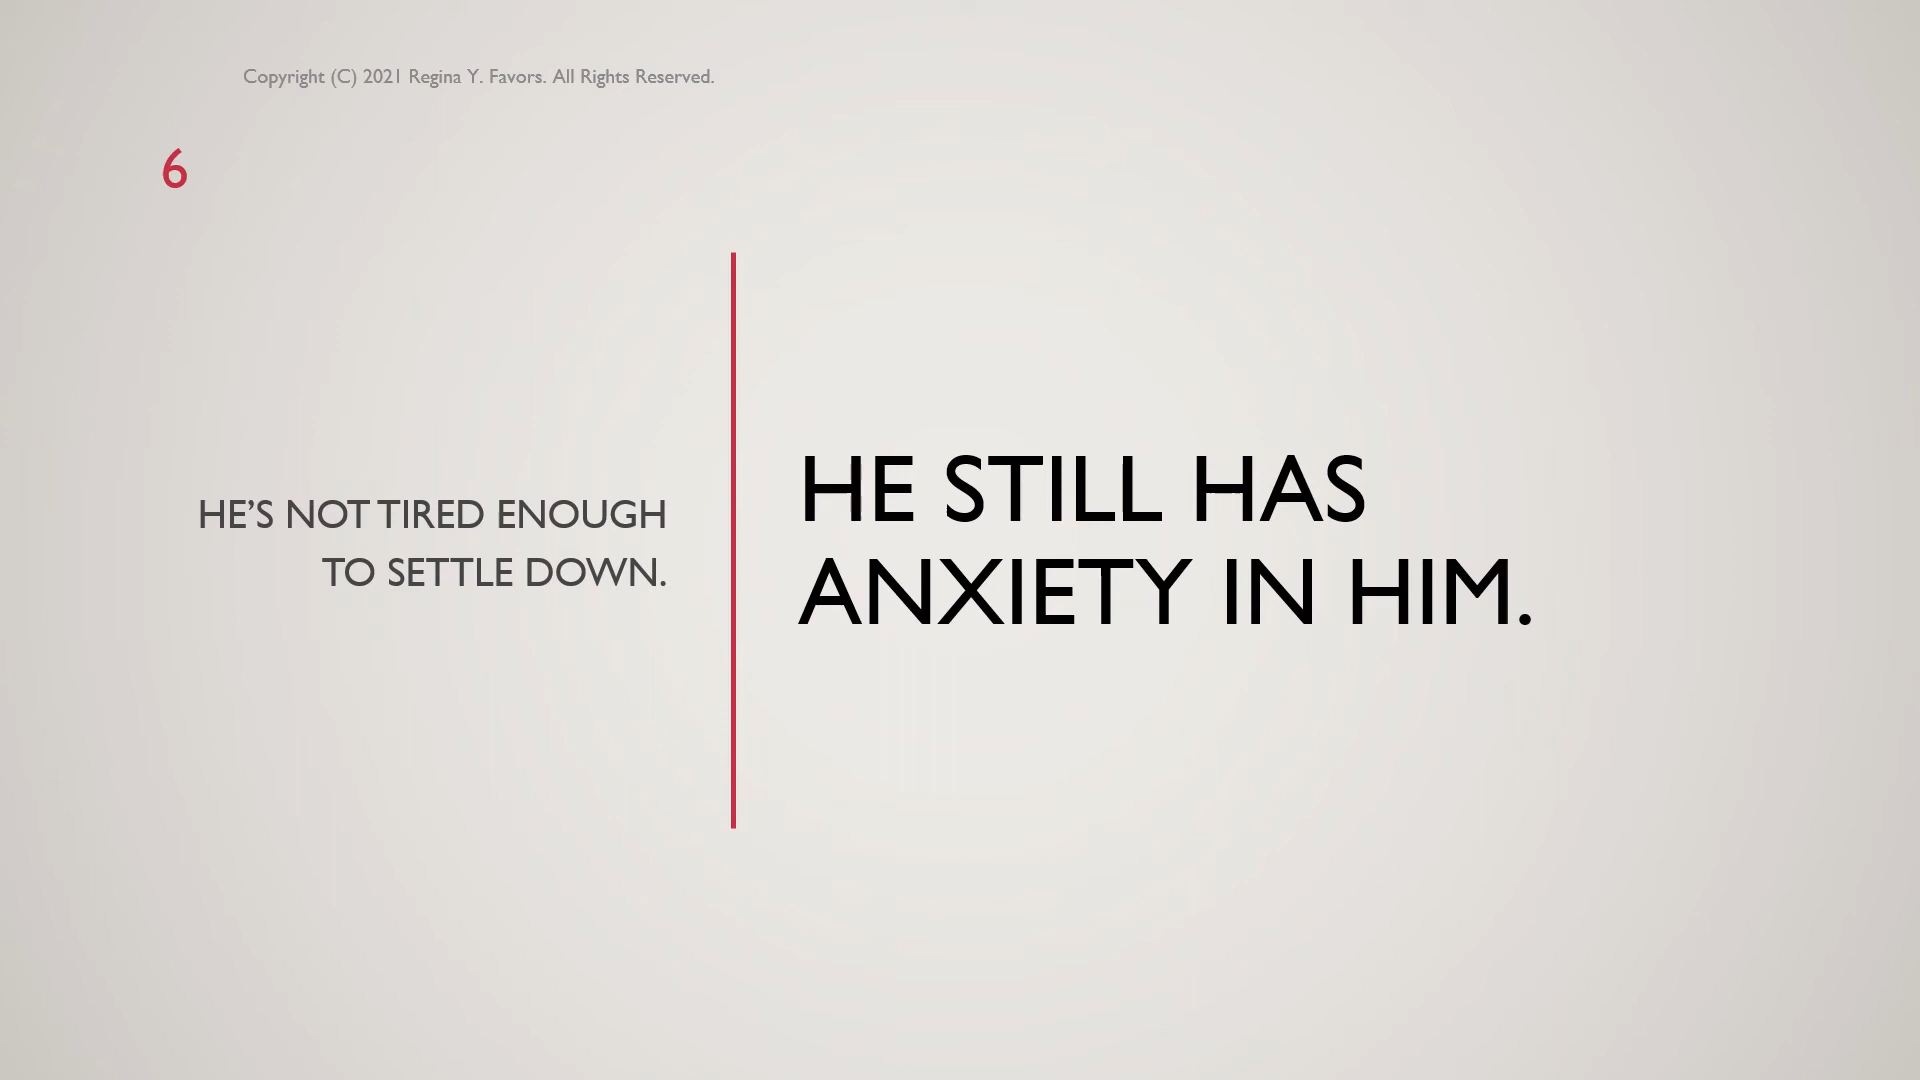 Copyright (C) 2021 Regina Y. Favors. All Rights Reserved.
6
HE’S NOT TIRED ENOUGH
TO SETTLE DOWN.
HE STILL HAS
ANXIETY IN HIM.